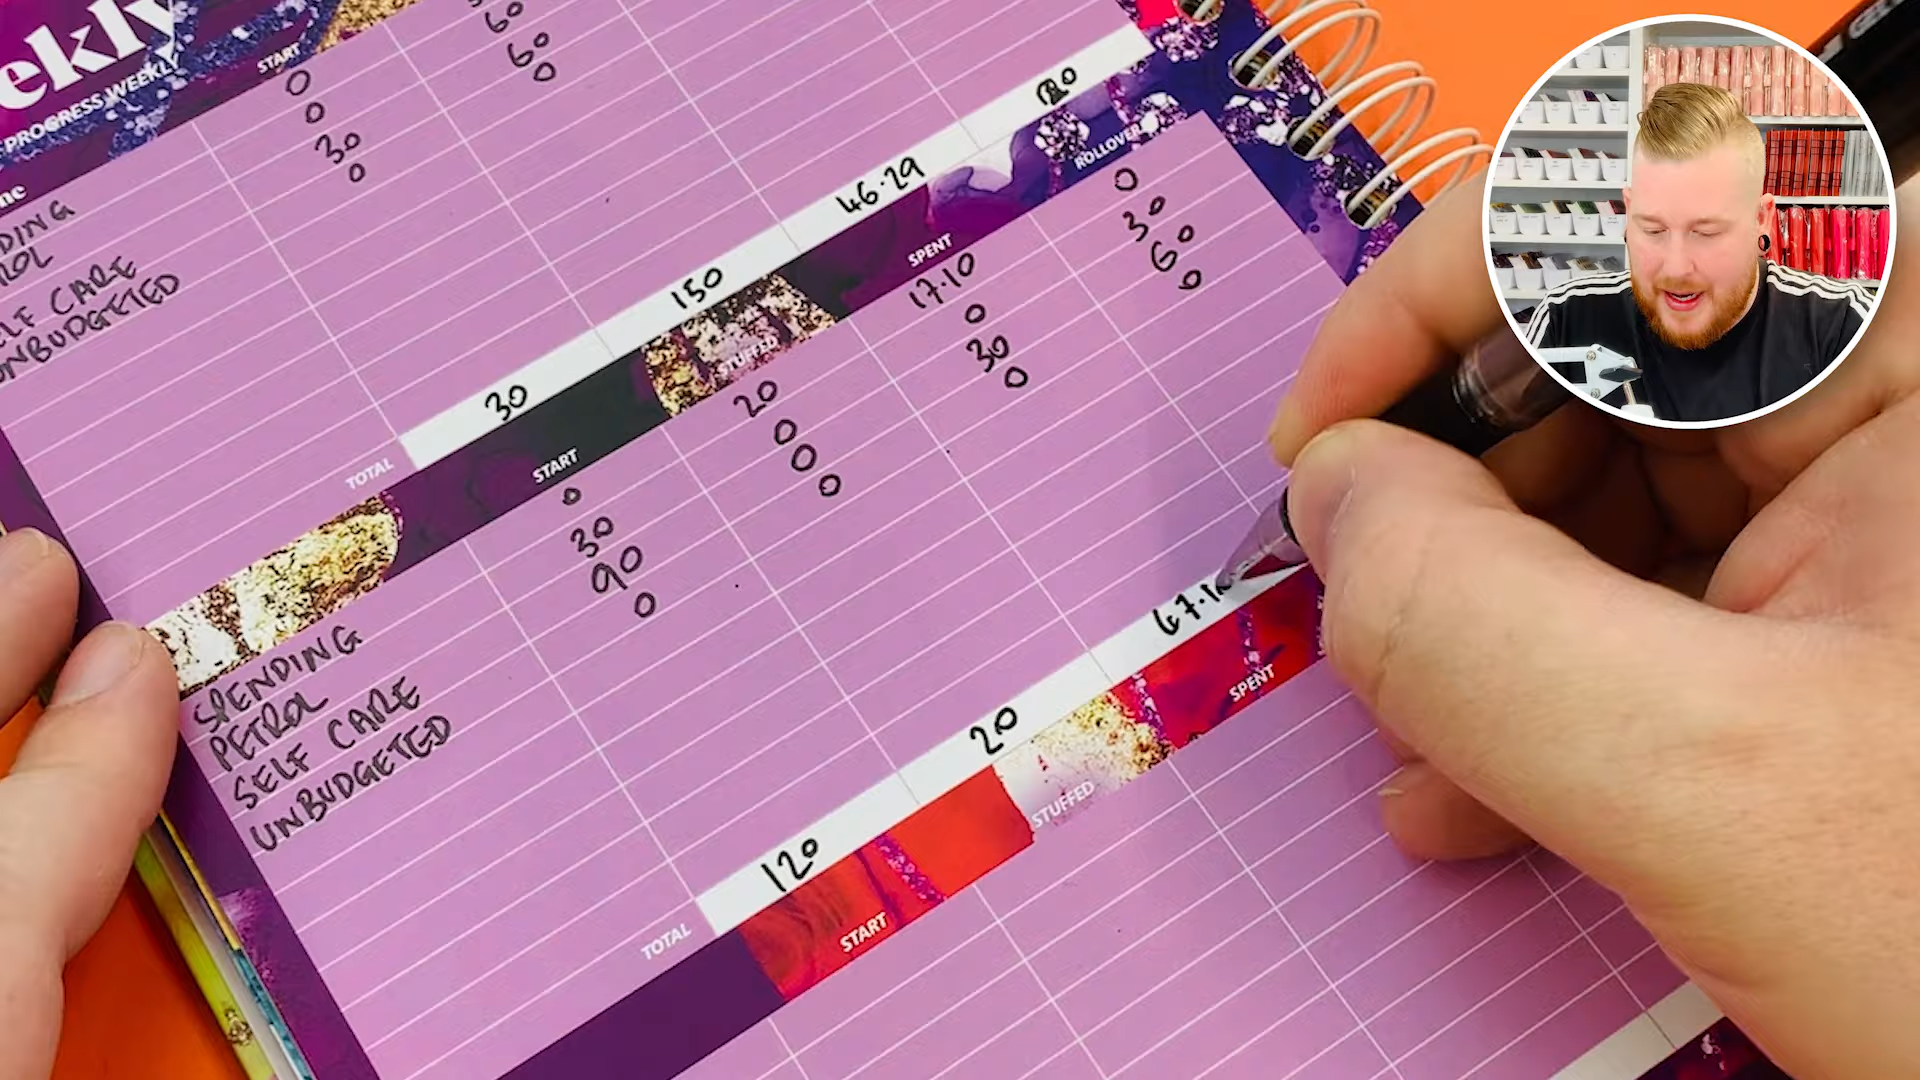 ekly
PROGRESS WEEKLY
START
0
0
30
0
60
60
0
DING
ROL
ELF CARE
UNBUDGETED
TOTAL
30
150
46.29
START
STUFFED
SPENT
ROLLOVER
SPENDING
0
20
17.10
0
PETROL
30
0
0
30
SELF CARE
90
0
30
60
UNBUDGETED
0
0
0
0
TOTAL
120
20
START
STUFFED
SPENT